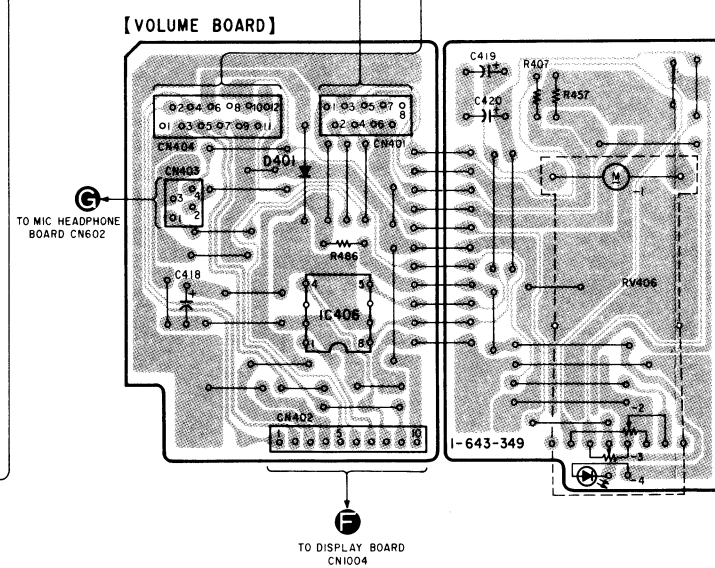 [VOLUME BOARD]
C419
R407
C420
R457
2 4 6 8 10 12
1 3 5 7 9 11
CN404
1 3 5 7 8
2 4 6
CN401
D401
CN403
4
3
2
1
M
-1
G
TO MIC HEADPHONE
BOARD CN602
R486
C418
+
4 5
IC406
1 8
RV406
CN402
1 5 10
1-643-349
-2
-3
-4
F
TO DISPLAY BOARD
CN1004